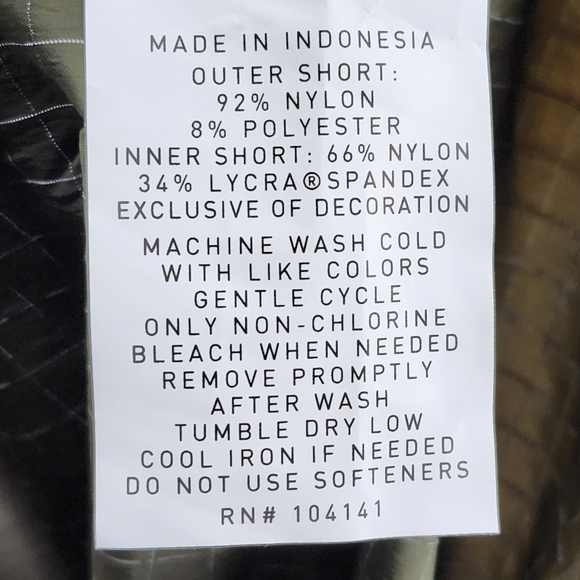 MADE IN INDONESIA
OUTER SHORT:
92% NYLON
8% POLYESTER
INNER SHORT: 66% NYLON
34% LYCRA®SPANDEX
EXCLUSIVE OF DECORATION
MACHINE WASH COLD
WITH LIKE COLORS
GENTLE CYCLE
ONLY NON-CHLORINE
BLEACH WHEN NEEDED
REMOVE PROMPTLY
AFTER WASH
TUMBLE DRY LOW
COOL IRON IF NEEDED
DO NOT USE SOFTENERS
RN# 104141